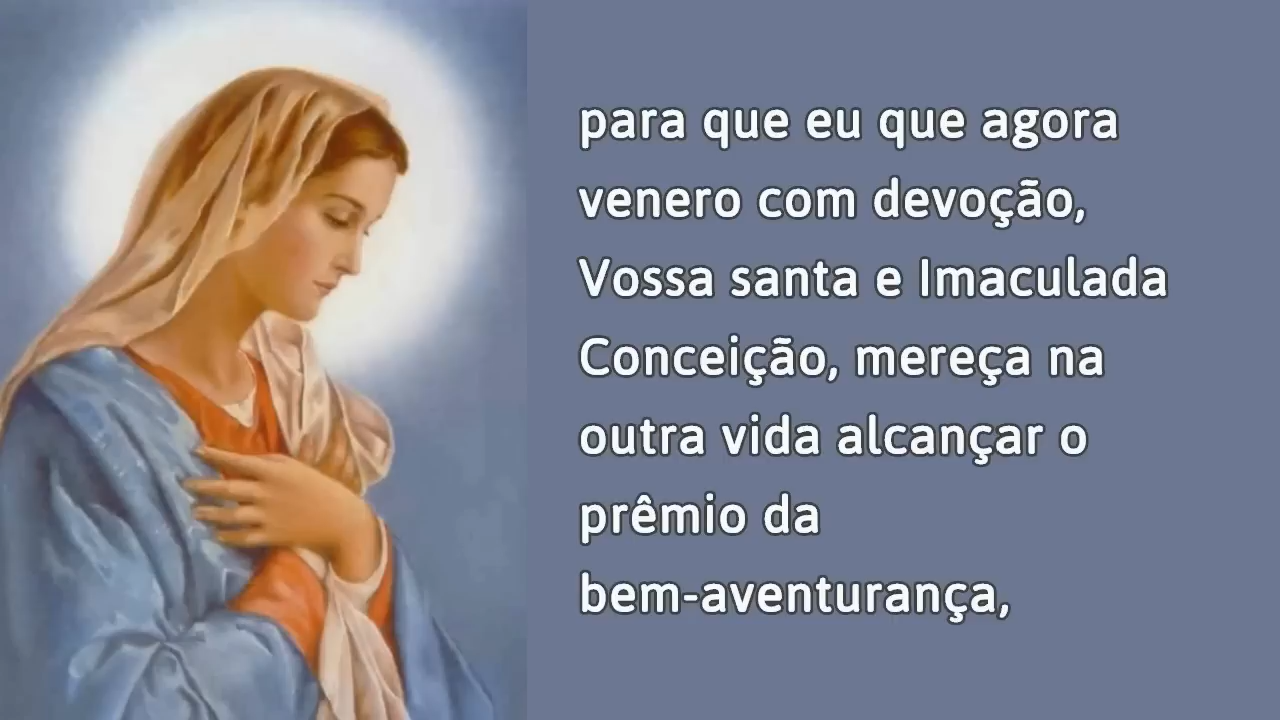 para que eu que agora
venero com devoção,
Vossa santa e Imaculada
Conceição, mereça na
outra vida alcançar o
prêmio da
bem-aventurança,